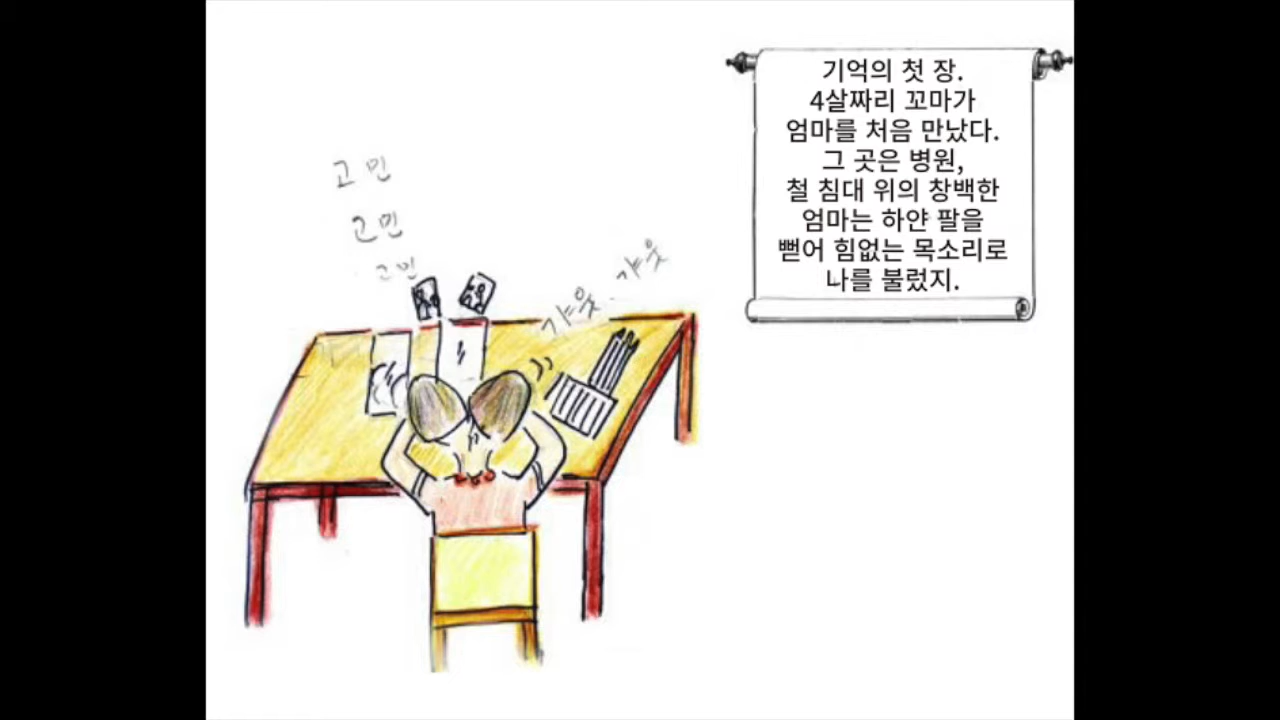 기억의 첫 장.
4살짜리 꼬마가
엄마를 처음 만났다.
그 곳은 병원,
철 침대 위의 창백한
엄마는 하얀 팔을
뻗어 힘없는 목소리로
나를 불렀지.
고민
고민
고민
갸웃
갸웃